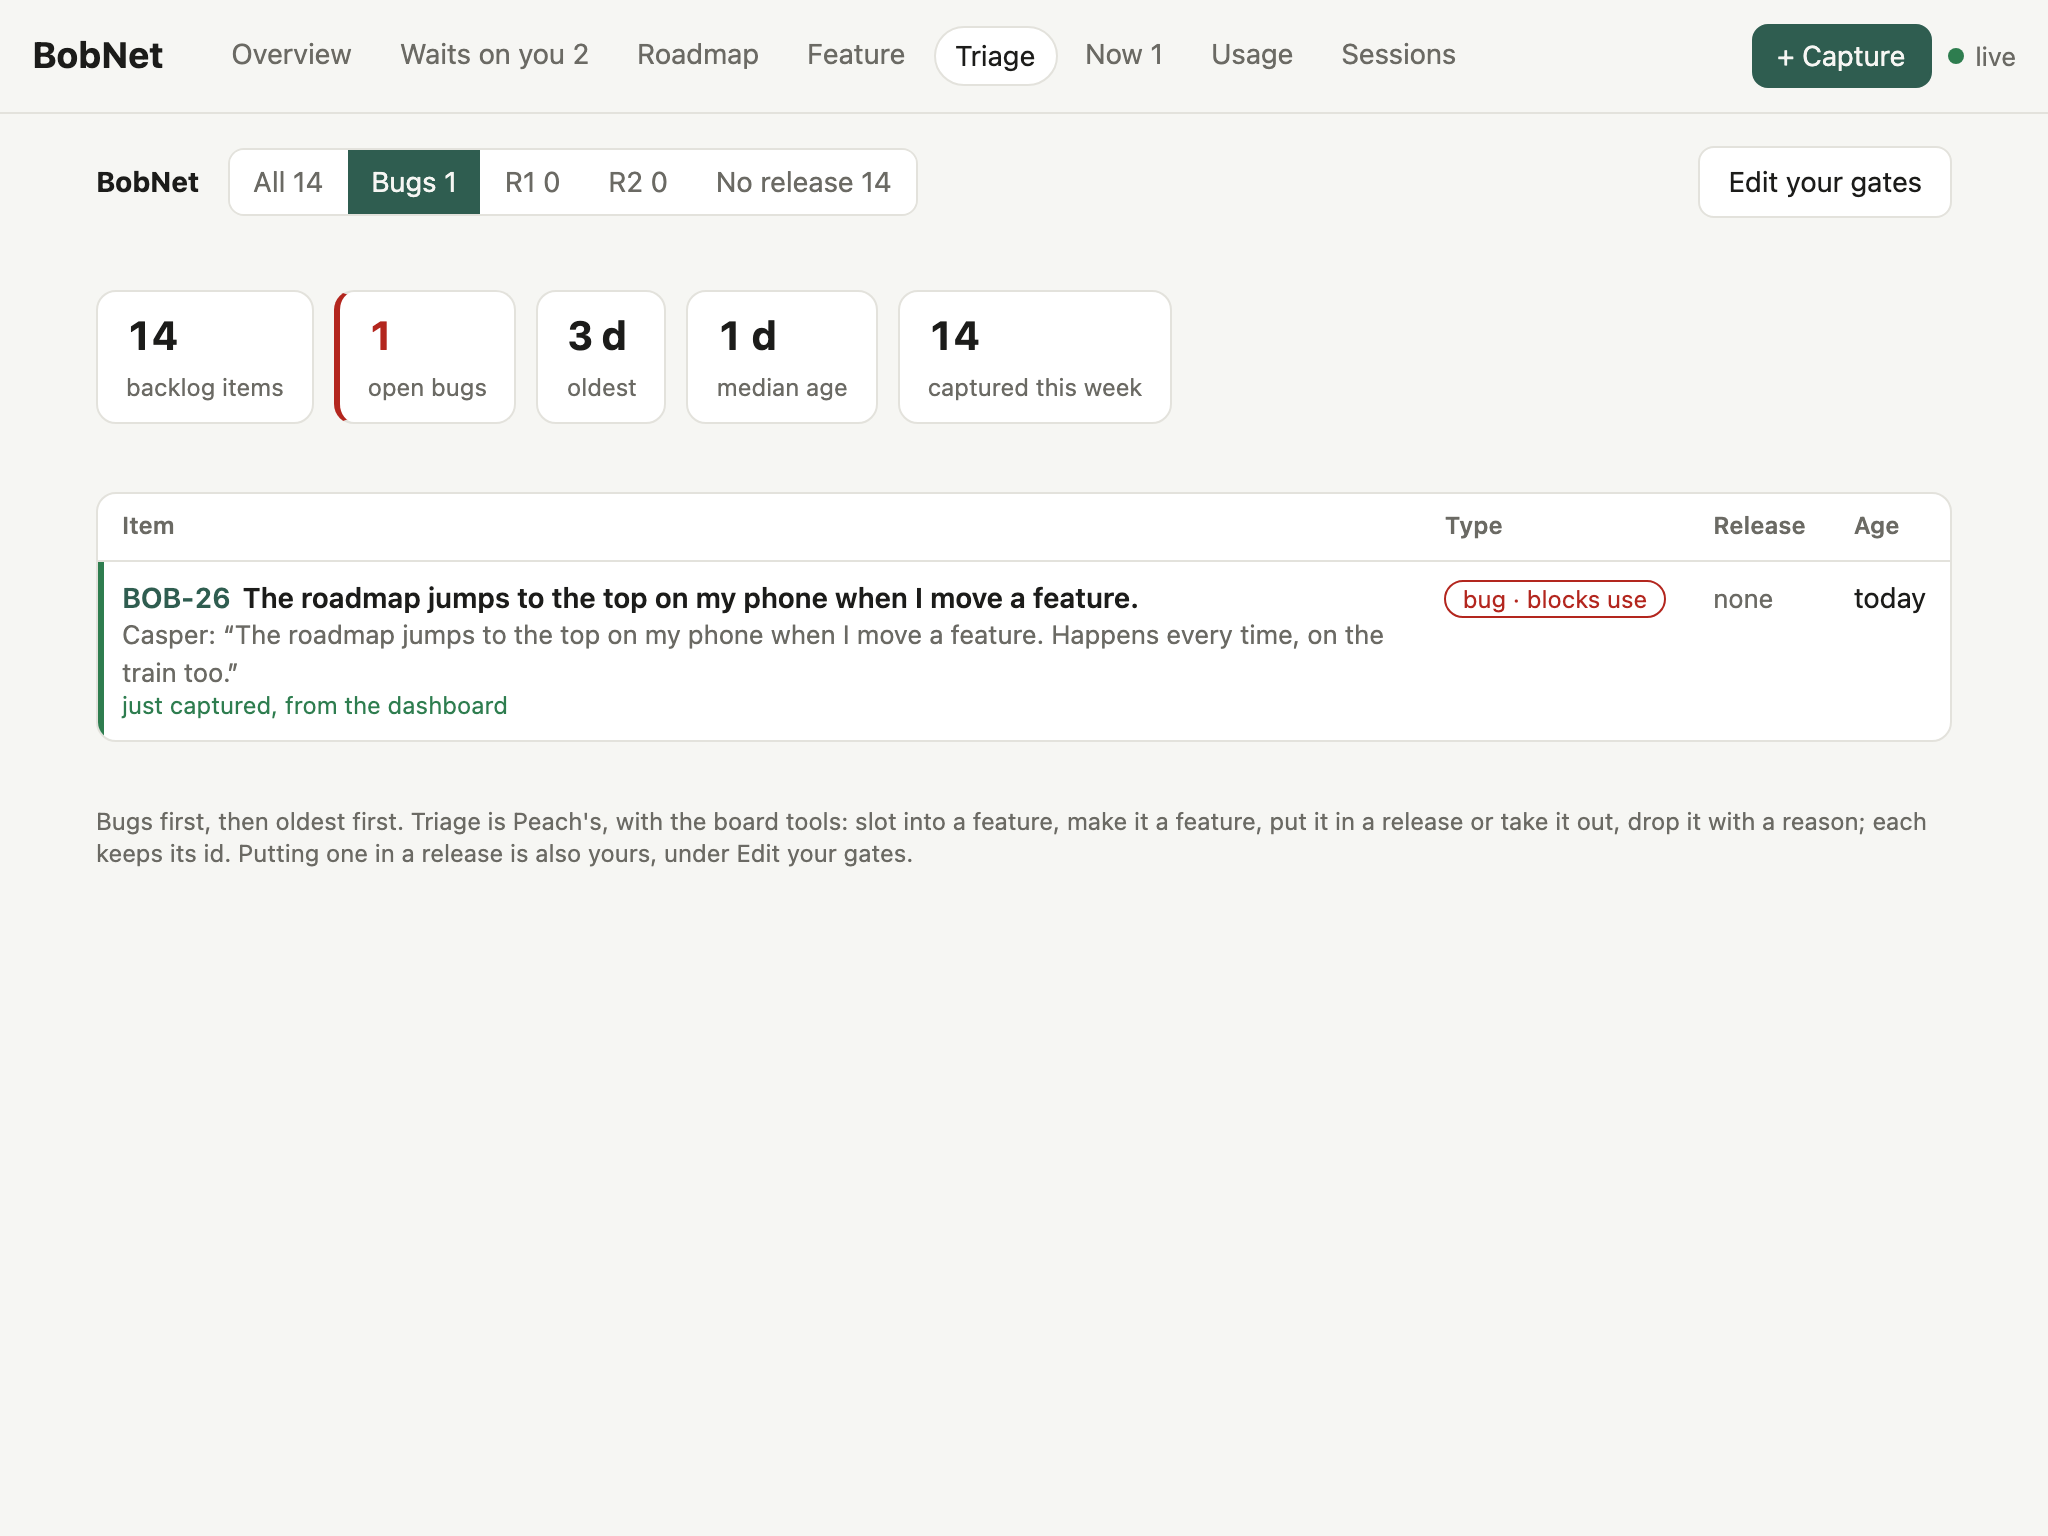 BobNet Overview Waits on you 2 Roadmap Feature Triage Now 1 Usage Sessions + Capture live
BobNet All 14 Bugs 1 R1 0 R2 0 No release 14 Edit your gates
14 1 3 d 1 d 14
backlog items open bugs oldest median age captured this week
Item Type Release Age
BOB-26 The roadmap jumps to the top on my phone when I move a feature. bug · blocks use none today
Casper: “The roadmap jumps to the top on my phone when I move a feature. Happens every time, on the
train too.”
just captured, from the dashboard
Bugs first, then oldest first. Triage is Peach's, with the board tools: slot into a feature, make it a feature, put it in a release or take it out, drop it with a reason; each
keeps its id. Putting one in a release is also yours, under Edit your gates.